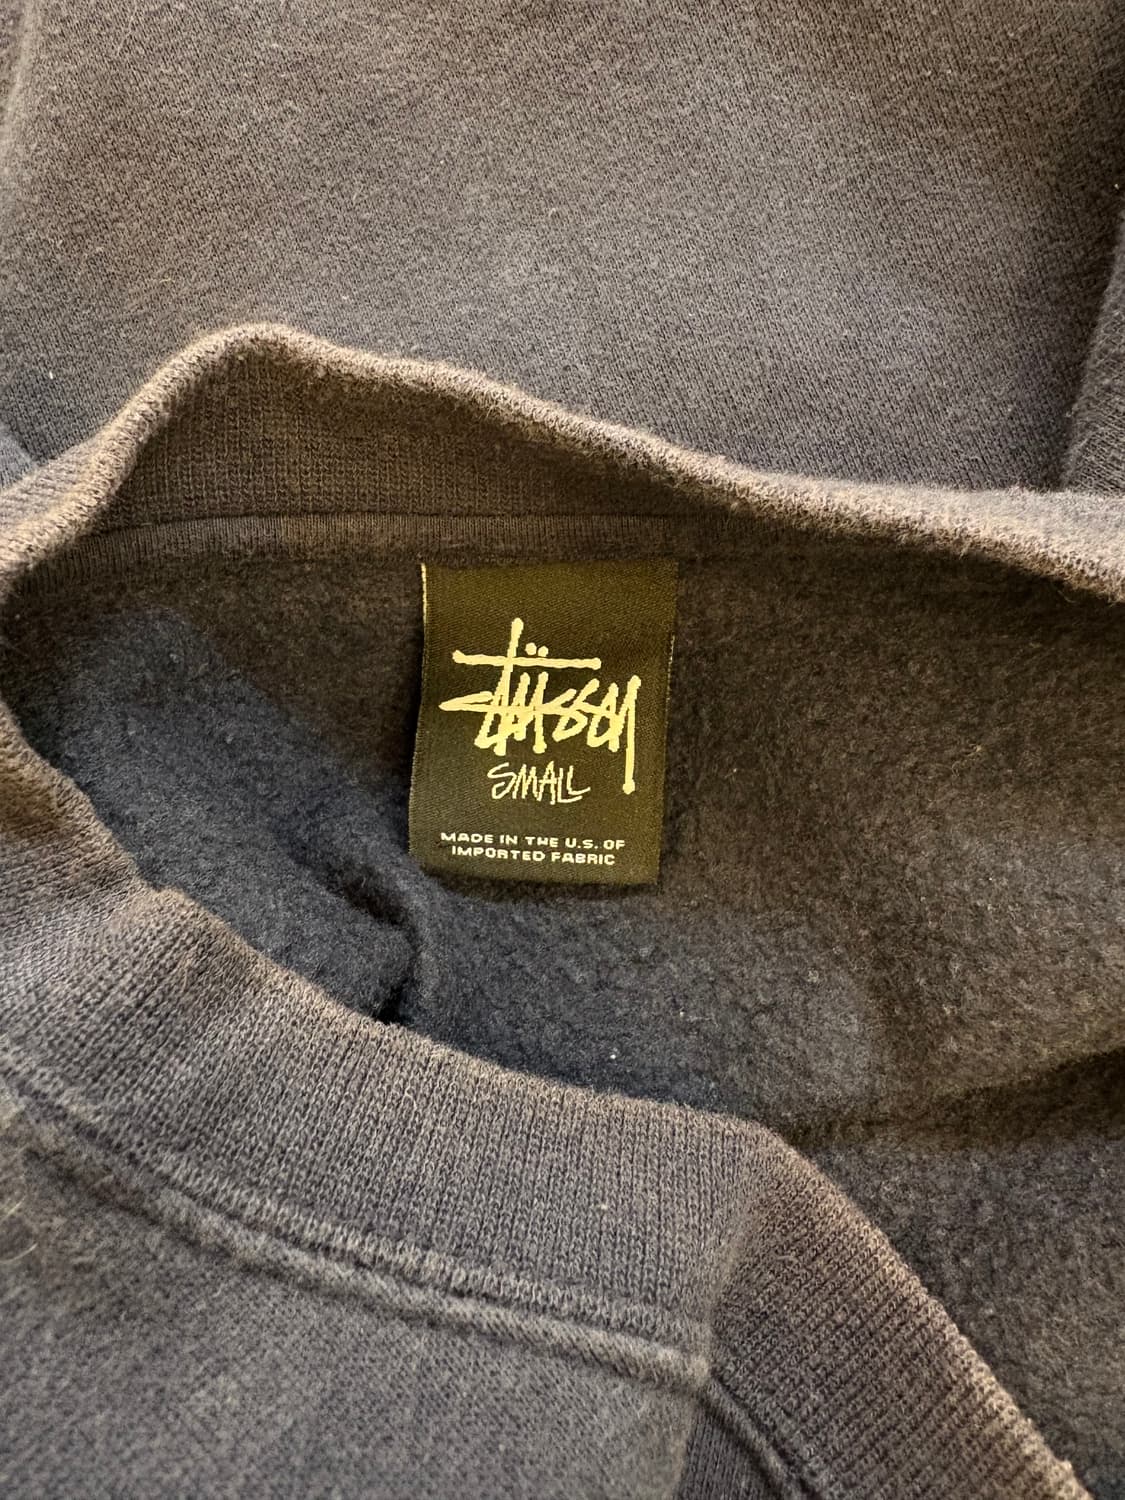 Stüssy
SMALL
MADE IN THE U.S. OF
IMPORTED FABRIC